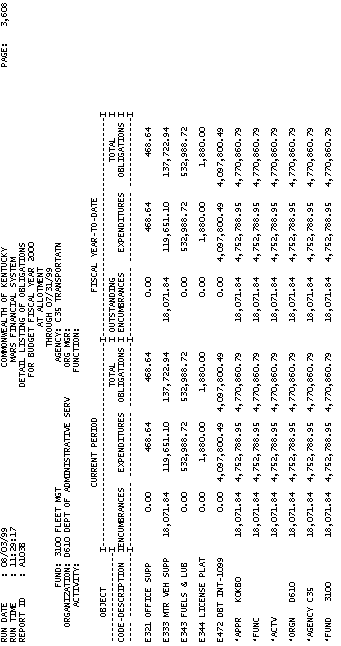 RUN DATE : 08/03/99 COMMONWEALTH OF KENTUCKY PAGE: 3,608
RUN TIME : 11:29:17 MARS FINANCIAL SYSTEM
REPORT ID : A103B DETAIL LISTING OF OBLIGATIONS
FOR BUDGET FISCAL YEAR 2000
AT ALLOTMENT
THROUGH 07/31/99
FUND: 3100 FLEET MGT AGENCY: C35 TRANSPORTATN
ORGANIZATION: D610 DEPT OF ADMINISTRATIVE SERV ORG MGR:
ACTIVITY: FUNCTION:
OBJECT CURRENT PERIOD FISCAL YEAR-TO-DATE
TOTAL OUTSTANDING TOTAL
CODE-DESCRIPTION ENCUMBRANCES EXPENDITURES OBLIGATIONS ENCUMBRANCES EXPENDITURES OBLIGATIONS
E321 OFFICE SUPP 0.00 468.64 468.64 0.00 468.64 468.64
E333 MTR VEH SUPP 18,071.84 119,651.10 137,722.94 18,071.84 119,651.10 137,722.94
E343 FUELS & LUB 0.00 532,988.72 532,988.72 0.00 532,988.72 532,988.72
E344 LICENSE PLAT 0.00 1,880.00 1,880.00 0.00 1,880.00 1,880.00
E472 DBT INT-1099 0.00 4,097,800.49 4,097,800.49 0.00 4,097,800.49 4,097,800.49
*APPR KOKBO 18,071.84 4,752,788.95 4,770,860.79 18,071.84 4,752,788.95 4,770,860.79
*FUNC 18,071.84 4,752,788.95 4,770,860.79 18,071.84 4,752,788.95 4,770,860.79
*ACTV 18,071.84 4,752,788.95 4,770,860.79 18,071.84 4,752,788.95 4,770,860.79
*ORGN D610 18,071.84 4,752,788.95 4,770,860.79 18,071.84 4,752,788.95 4,770,860.79
*AGENCY C35 18,071.84 4,752,788.95 4,770,860.79 18,071.84 4,752,788.95 4,770,860.79
*FUND 3100 18,071.84 4,752,788.95 4,770,860.79 18,071.84 4,752,788.95 4,770,860.79